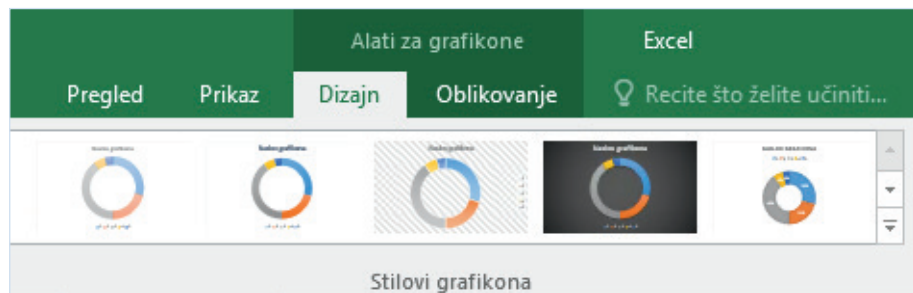 Alati za grafikone Excel
Pregled Prikaz Dizajn Oblikovanje Recite što želite učiniti...
Stilovi grafikona